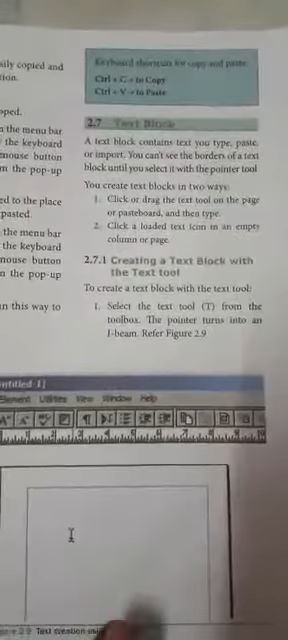 ily copied and
tion.
oped.
n the menu bar
the keyboard
mouse button
m the pop-up
ed to the place
pasted.
the menu bar
the keyboard
mouse button
n the pop-up
in this way to
Keyboard shortcuts for copy and paste
Ctrl + C → to Copy
Ctrl + V → to Paste
2.7 Text Block
A text block contains text you type, paste,
or import. You can't see the borders of a text
block until you select it with the pointer tool
You create text blocks in two ways:
1. Click or drag the text tool on the page
or pasteboard, and then type.
2. Click a loaded text icon in an empty
column or page.
2.7.1 Creating a Text Block with
the Text tool
To create a text block with the text tool:
1. Select the text tool (T) from the
toolbox. The pointer turns into an
I-beam. Refer Figure 2.9
ntitled-1]
Element Utilities View Window Help
2.9 Text creation